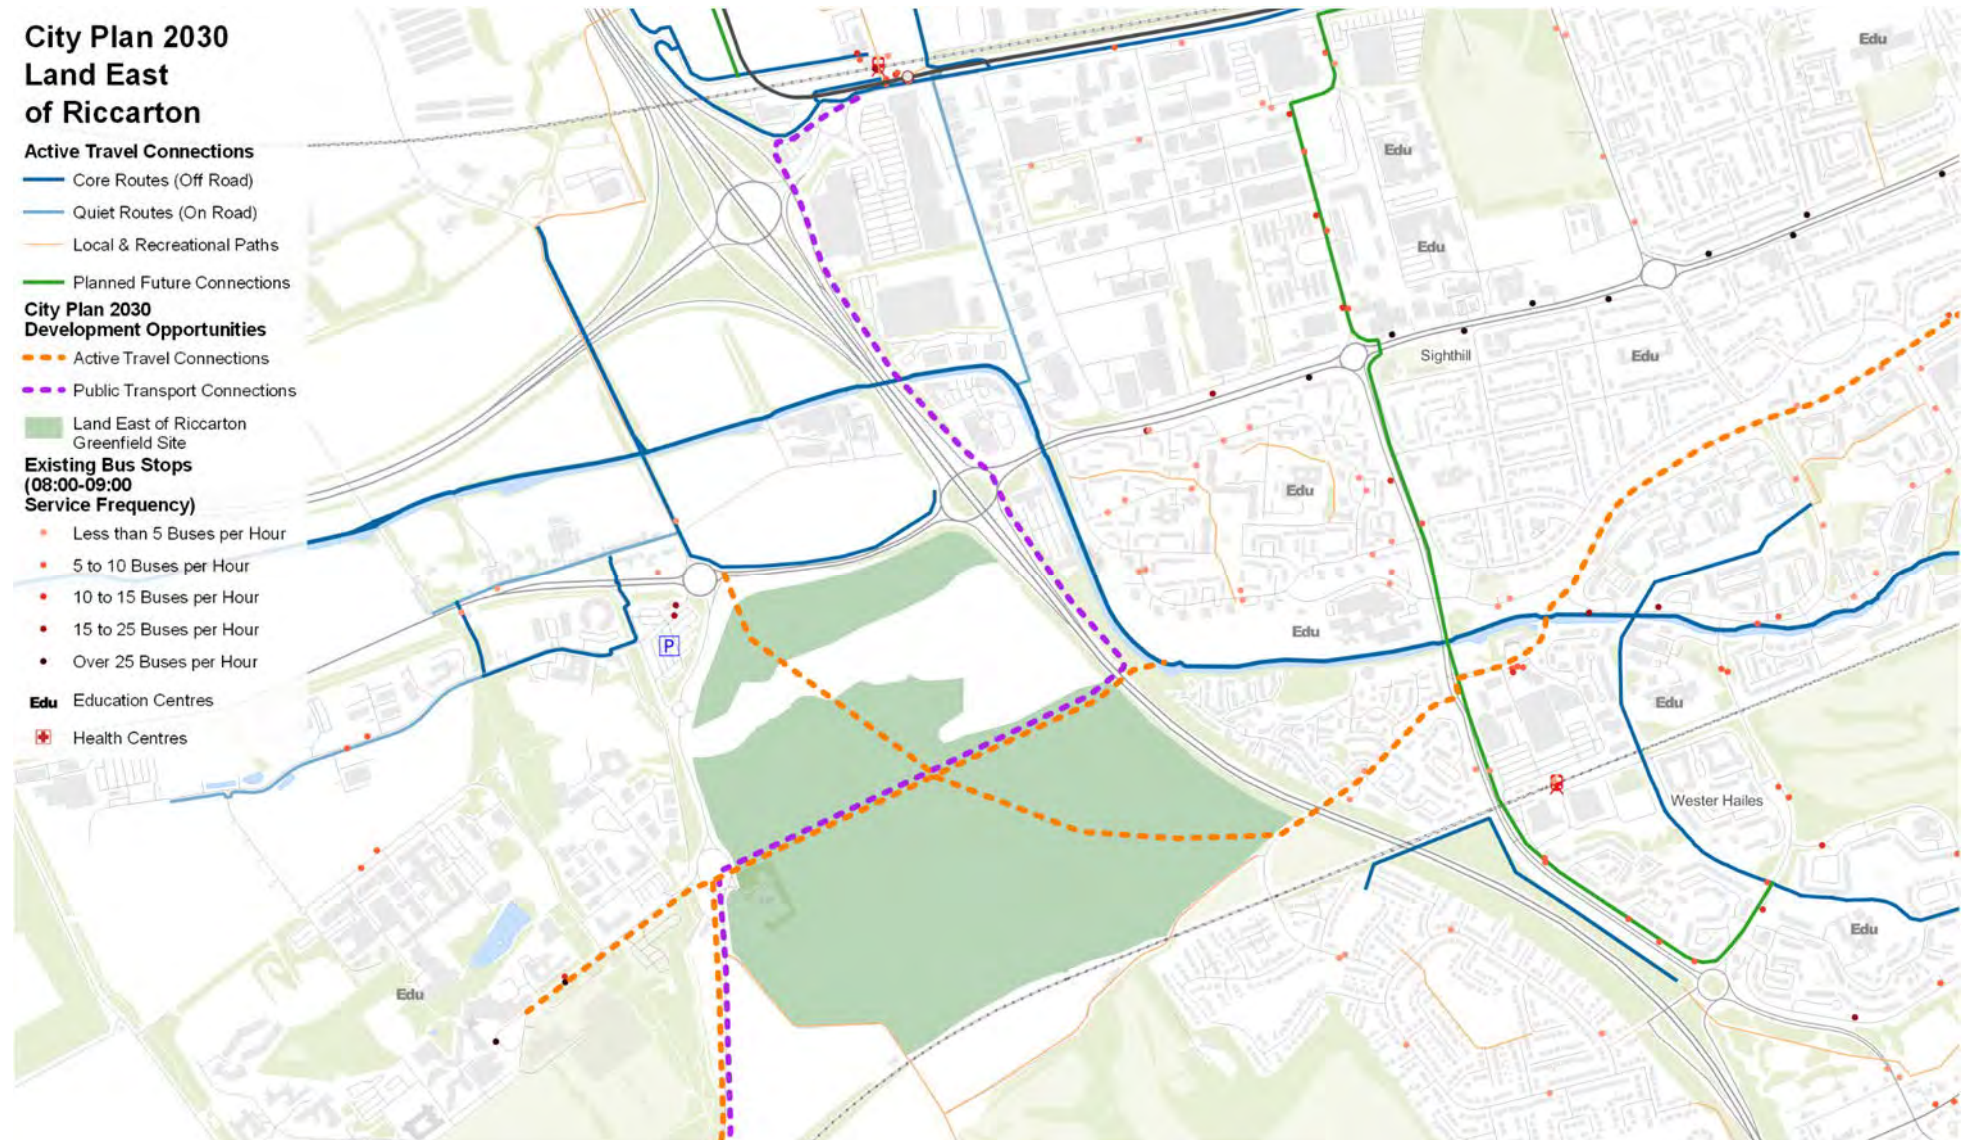 City Plan 2030
Land East
of Riccarton
Active Travel Connections
Core Routes (Off Road)
Quiet Routes (On Road)
Local & Recreational Paths
Planned Future Connections
City Plan 2030
Development Opportunities
Active Travel Connections
Public Transport Connections
Land East of Riccarton
Greenfield Site
Existing Bus Stops
(08:00-09:00
Service Frequency)
Less than 5 Buses per Hour
5 to 10 Buses per Hour
10 to 15 Buses per Hour
15 to 25 Buses per Hour
Over 25 Buses per Hour
Edu Education Centres
Health Centres
Edu
Edu
Edu
Sighthill
Edu
Edu
Edu
P
Edu
Wester Hailes
Edu
Edu